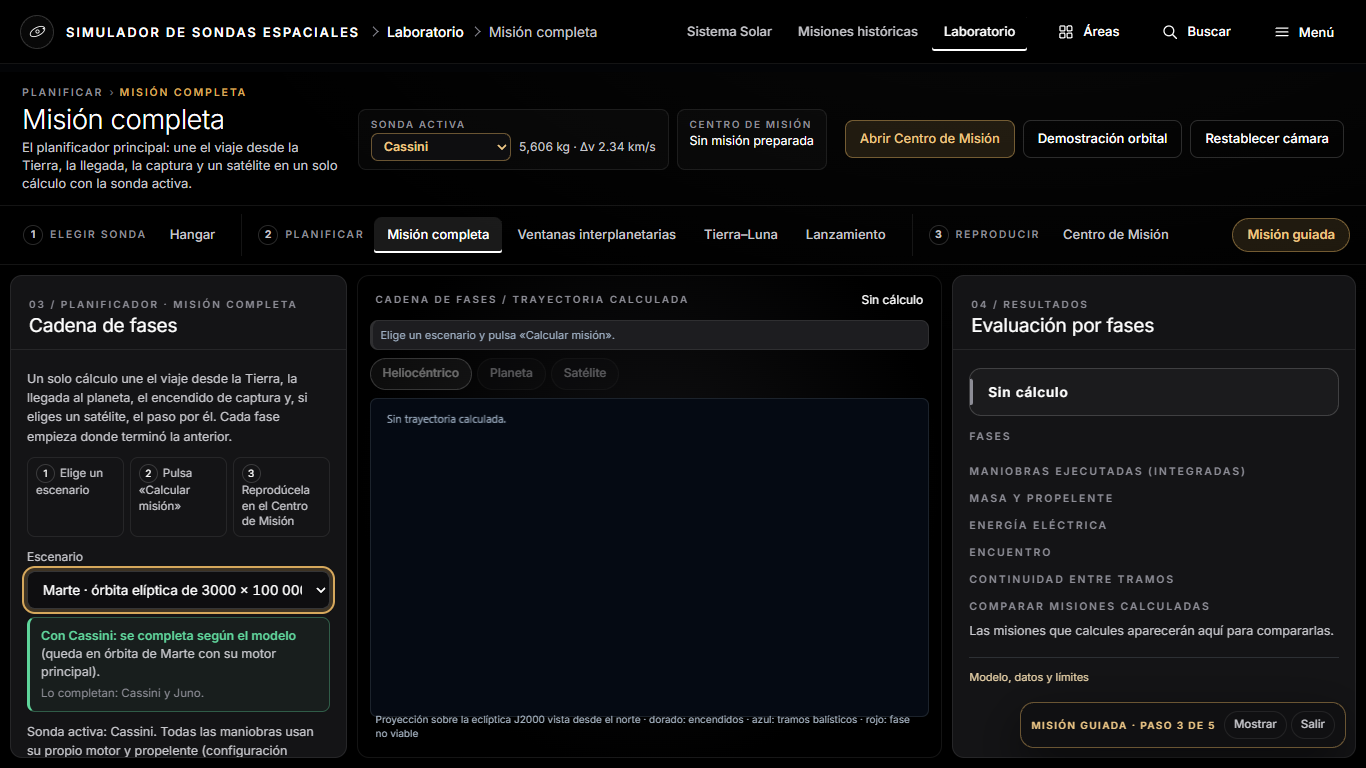 SIMULADOR DE SONDAS ESPACIALES > Laboratorio > Misión completa
Sistema Solar
Misiones históricas
Laboratorio
Áreas
Buscar
Menú
PLANIFICAR > MISIÓN COMPLETA
Misión completa
El planificador principal: une el viaje desde la
Tierra, la llegada, la captura y un satélite en un solo
cálculo con la sonda activa.
SONDA ACTIVA
Cassini
5,606 kg · Δv 2.34 km/s
CENTRO DE MISIÓN
Sin misión preparada
Abrir Centro de Misión
Demostración orbital
Restablecer cámara
1 ELEGIR SONDA
Hangar
2 PLANIFICAR
Misión completa
Ventanas interplanetarias
Tierra–Luna
Lanzamiento
3 REPRODUCIR
Centro de Misión
Misión guiada
03 / PLANIFICADOR · MISIÓN COMPLETA
Cadena de fases
Un solo cálculo une el viaje desde la Tierra, la
llegada al planeta, el encendido de captura y, si
eliges un satélite, el paso por él. Cada fase
empieza donde terminó la anterior.
1 Elige un
escenario
2 Pulsa
«Calcular
misión»
3
Reprodúcela
en el Centro
de Misión
Escenario
Marte · órbita elíptica de 3000 × 100 00
Con Cassini: se completa según el modelo
(queda en órbita de Marte con su motor
principal).
Lo completan: Cassini y Juno.
Sonda activa: Cassini. Todas las maniobras usan
su propio motor y propelente (configuración
CADENA DE FASES / TRAYECTORIA CALCULADA
Sin cálculo
Elige un escenario y pulsa «Calcular misión».
Heliocéntrico
Planeta
Satélite
Sin trayectoria calculada.
Proyección sobre la eclíptica J2000 vista desde el norte · dorado: encendidos · azul: tramos balísticos · rojo: fase
no viable
04 / RESULTADOS
Evaluación por fases
Sin cálculo
FASES
MANIOBRAS EJECUTADAS (INTEGRADAS)
MASA Y PROPELENTE
ENERGÍA ELÉCTRICA
ENCUENTRO
CONTINUIDAD ENTRE TRAMOS
COMPARAR MISIONES CALCULADAS
Las misiones que calcules aparecerán aquí para compararlas.
Modelo, datos y límites
MISIÓN GUIADA · PASO 3 DE 5
Mostrar
Salir